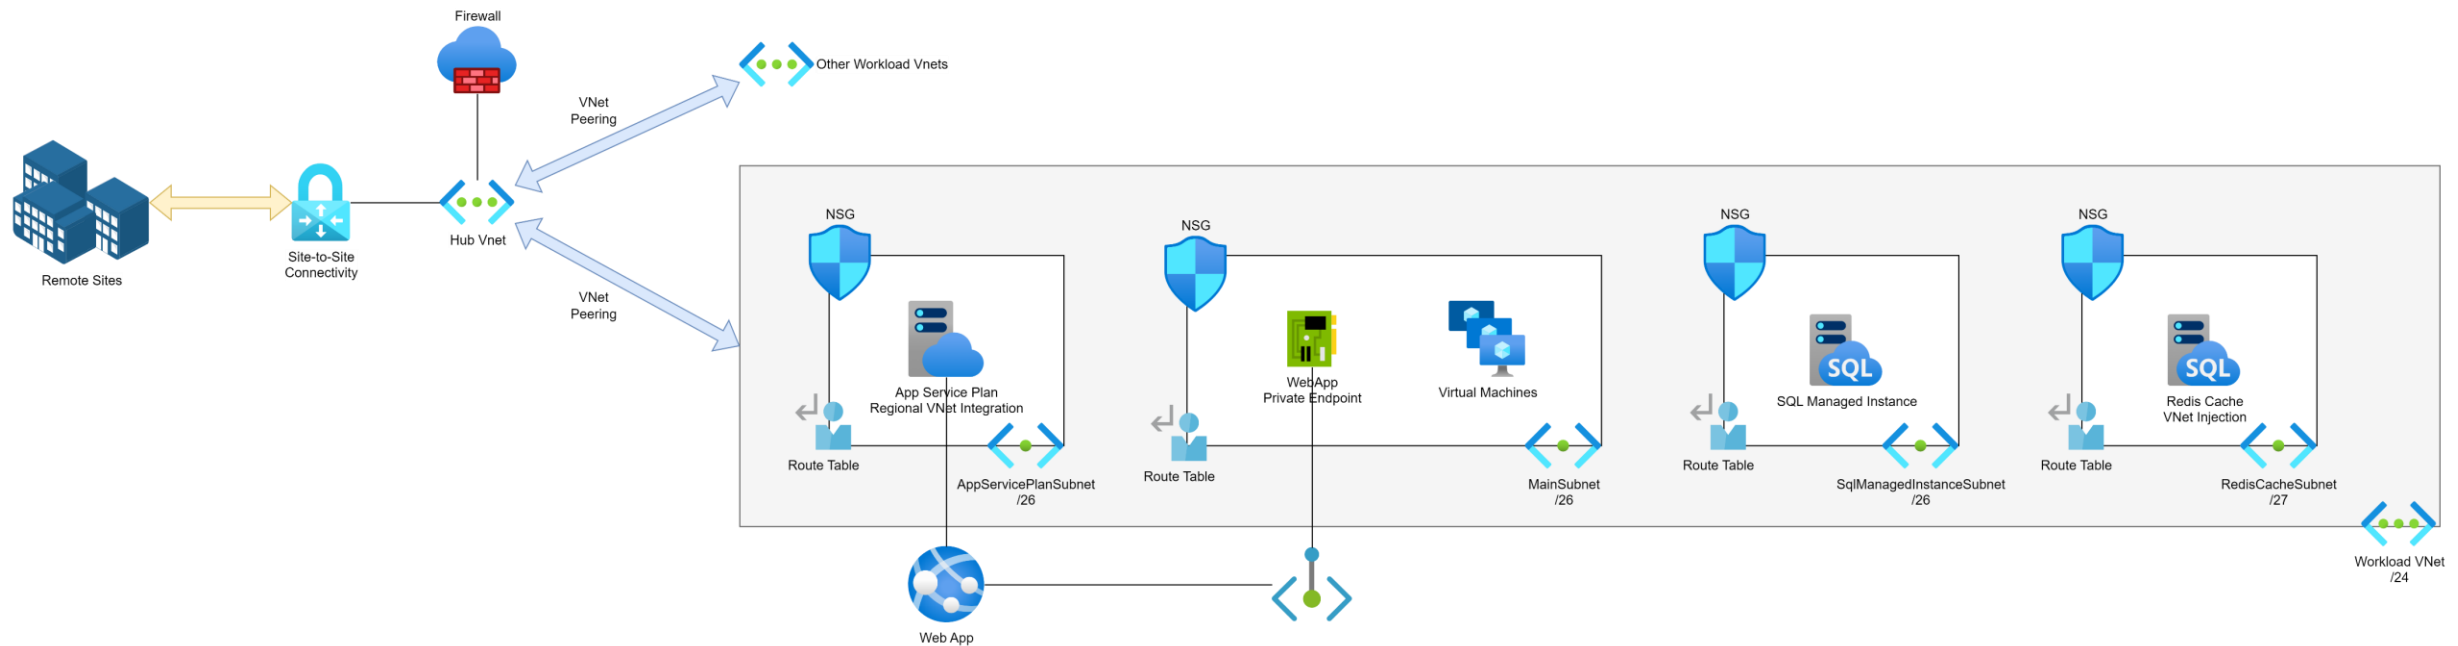 Firewall
Other Workload Vnets
VNet
Peering
Remote Sites
Site-to-Site
Connectivity
Hub Vnet
VNet
Peering
NSG
App Service Plan
Regional VNet Integration
Route Table
AppServicePlanSubnet
/26
NSG
WebApp
Private Endpoint
Virtual Machines
Route Table
MainSubnet
/26
NSG
SQL
SQL Managed Instance
Route Table
SqlManagedInstanceSubnet
/26
NSG
SQL
Redis Cache
VNet Injection
Route Table
RedisCacheSubnet
/27
Workload VNet
/24
Web App